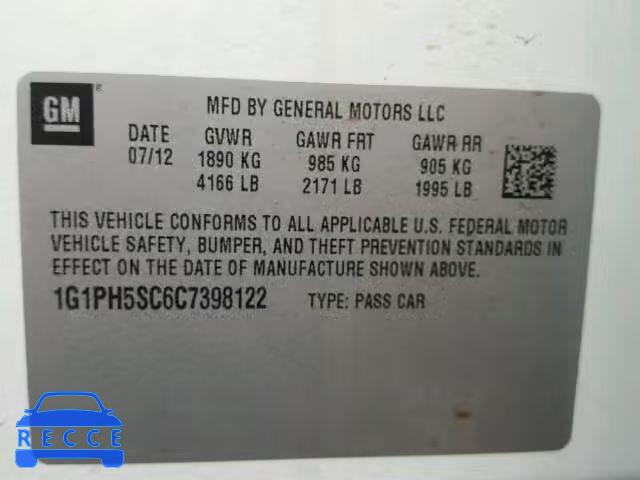 GM ®
MFD BY GENERAL MOTORS LLC
DATE GVWR GAWR FRT GAWR RR
07/12 1890 KG 985 KG 905 KG
4166 LB 2171 LB 1995 LB
THIS VEHICLE CONFORMS TO ALL APPLICABLE U.S. FEDERAL MOTOR
VEHICLE SAFETY, BUMPER, AND THEFT PREVENTION STANDARDS IN
EFFECT ON THE DATE OF MANUFACTURE SHOWN ABOVE.
1G1PH5SC6C7398122 TYPE: PASS CAR
RECCE